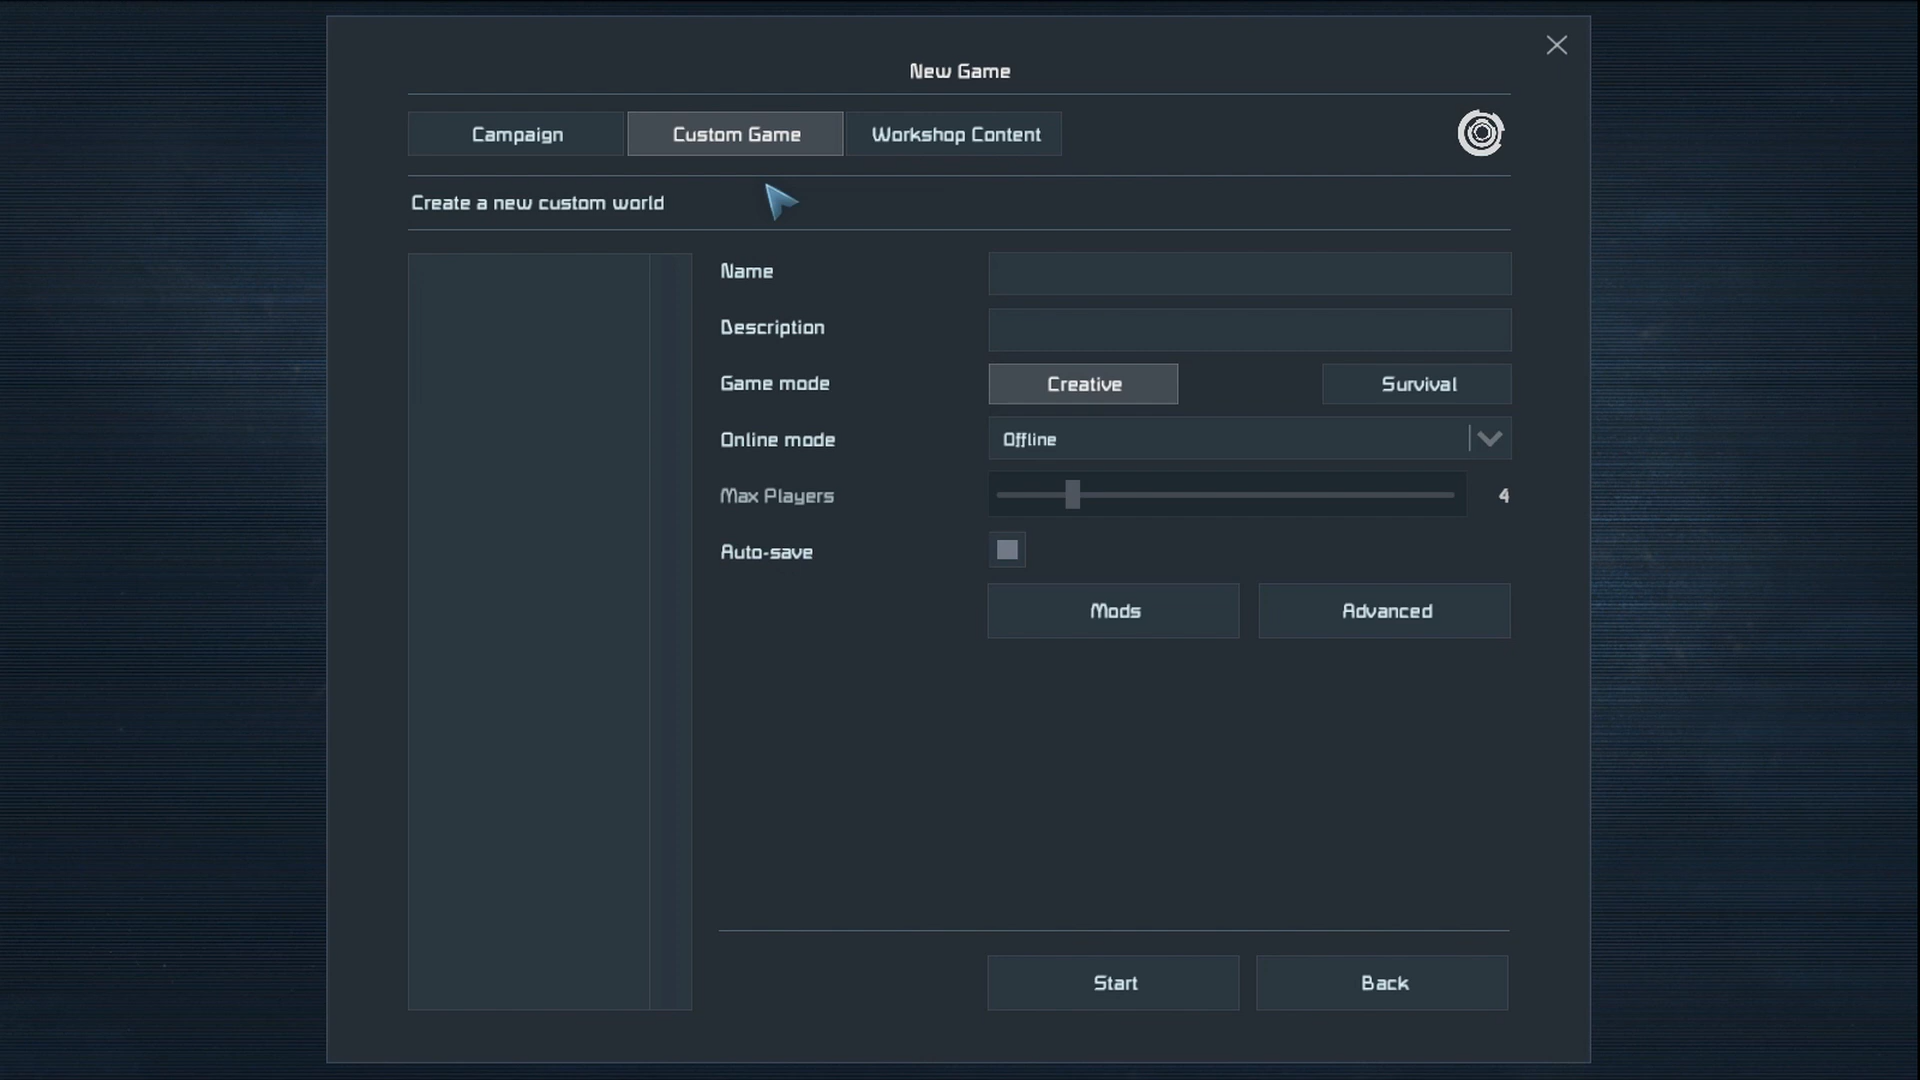 New Game
Campaign
Custom Game
Workshop Content
Create a new custom world
Name
Description
Game mode
Creative
Survival
Online mode
Offline
Max Players
4
Auto-save
Mods
Advanced
Start
Back